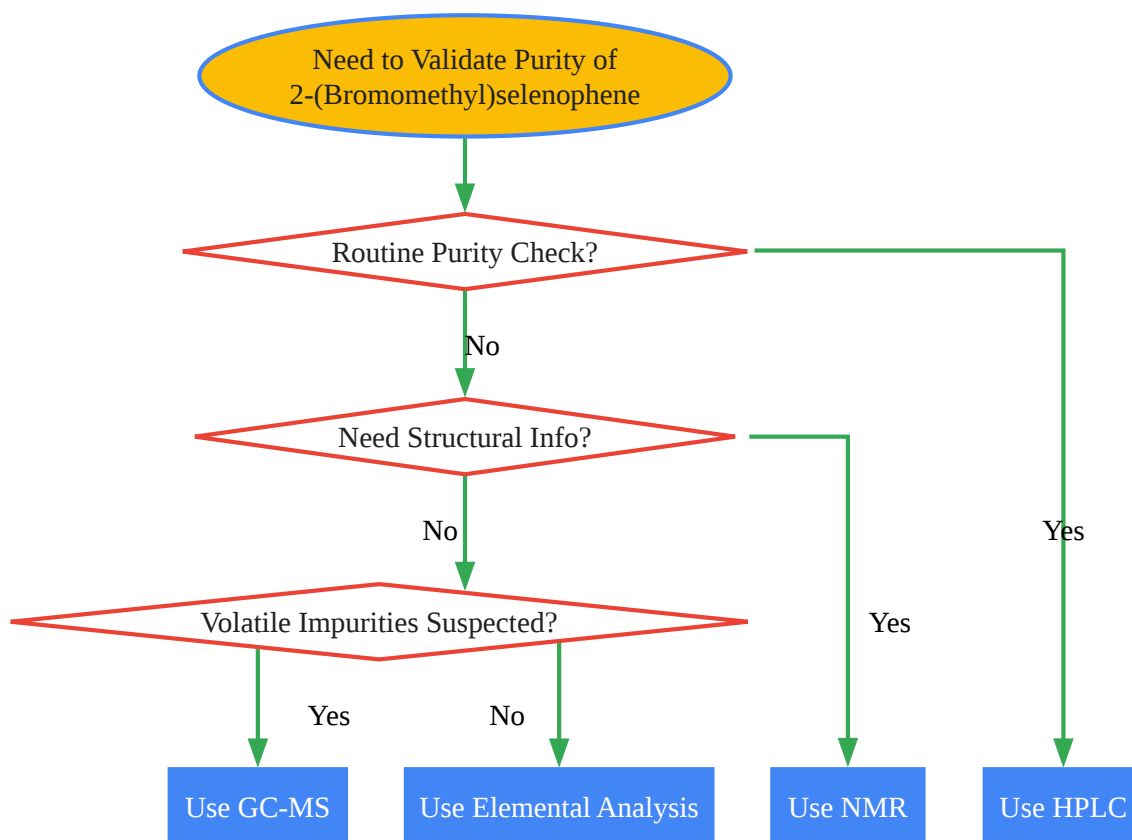 Need to Validate Purity of
2-(Bromomethyl)selenophene
Routine Purity Check?
No
Need Structural Info?
No
Yes
Volatile Impurities Suspected?
Yes
Yes
No
Use GC-MS
Use Elemental Analysis
Use NMR
Use HPLC